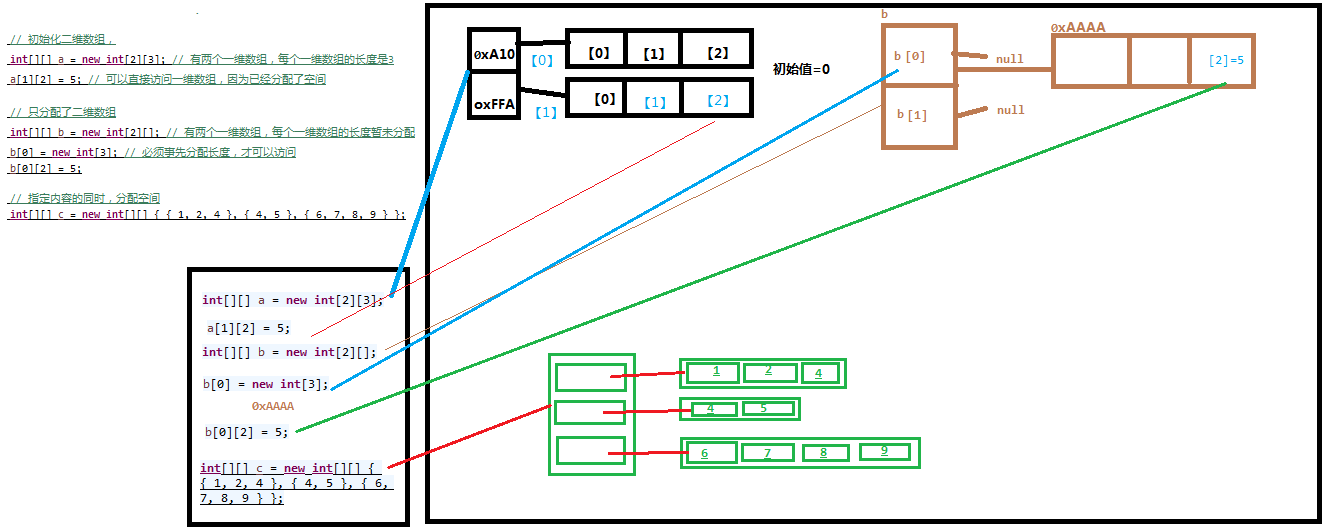 // 初始化二维数组，
int[][] a = new int[2][3]; // 有两个一维数组，每个一维数组的长度是3
a[1][2] = 5; // 可以直接访问一维数组，因为已经分配了空间
// 只分配了二维数组
int[][] b = new int[2][]; // 有两个一维数组，每个一维数组的长度暂未分配
b[0] = new int[3]; // 必须事先分配长度，才可以访问
b[0][2] = 5;
// 指定内容的同时，分配空间
int[][] c = new int[][] { { 1, 2, 4 }, { 4, 5 }, { 6, 7, 8, 9 } };
int[][] a = new int[2][3];
a[1][2] = 5;
int[][] b = new int[2][];
b[0] = new int[3];
0xAAAA
b[0][2] = 5;
int[][] c = new int[][] {
{ 1, 2, 4 }, { 4, 5 }, { 6,
7, 8, 9 } };
0xA10
【0】
【0】 【1】 【2】
oxFFA
【1】
【0】 【1】 【2】
初始值=0
b
b[0]
null
b[1]
null
0xAAAA
[2]=5
1 2 4
4 5
6 7 8 9